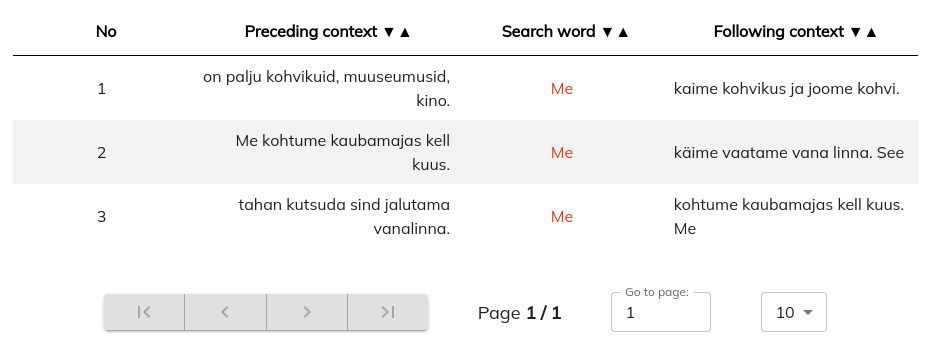 No Preceding context ▼▲ Search word ▼▲ Following context ▼▲
1 on palju kohvikuid, muuseumusid, kino. Me kaime kohvikus ja joome kohvi.
2 Me kohtume kaubamajas kell kuus. Me käime vaatame vana linna. See
3 tahan kutsuda sind jalutama vanalinna. Me kohtume kaubamajas kell kuus. Me
Go to page:
Page 1 / 1 1 10